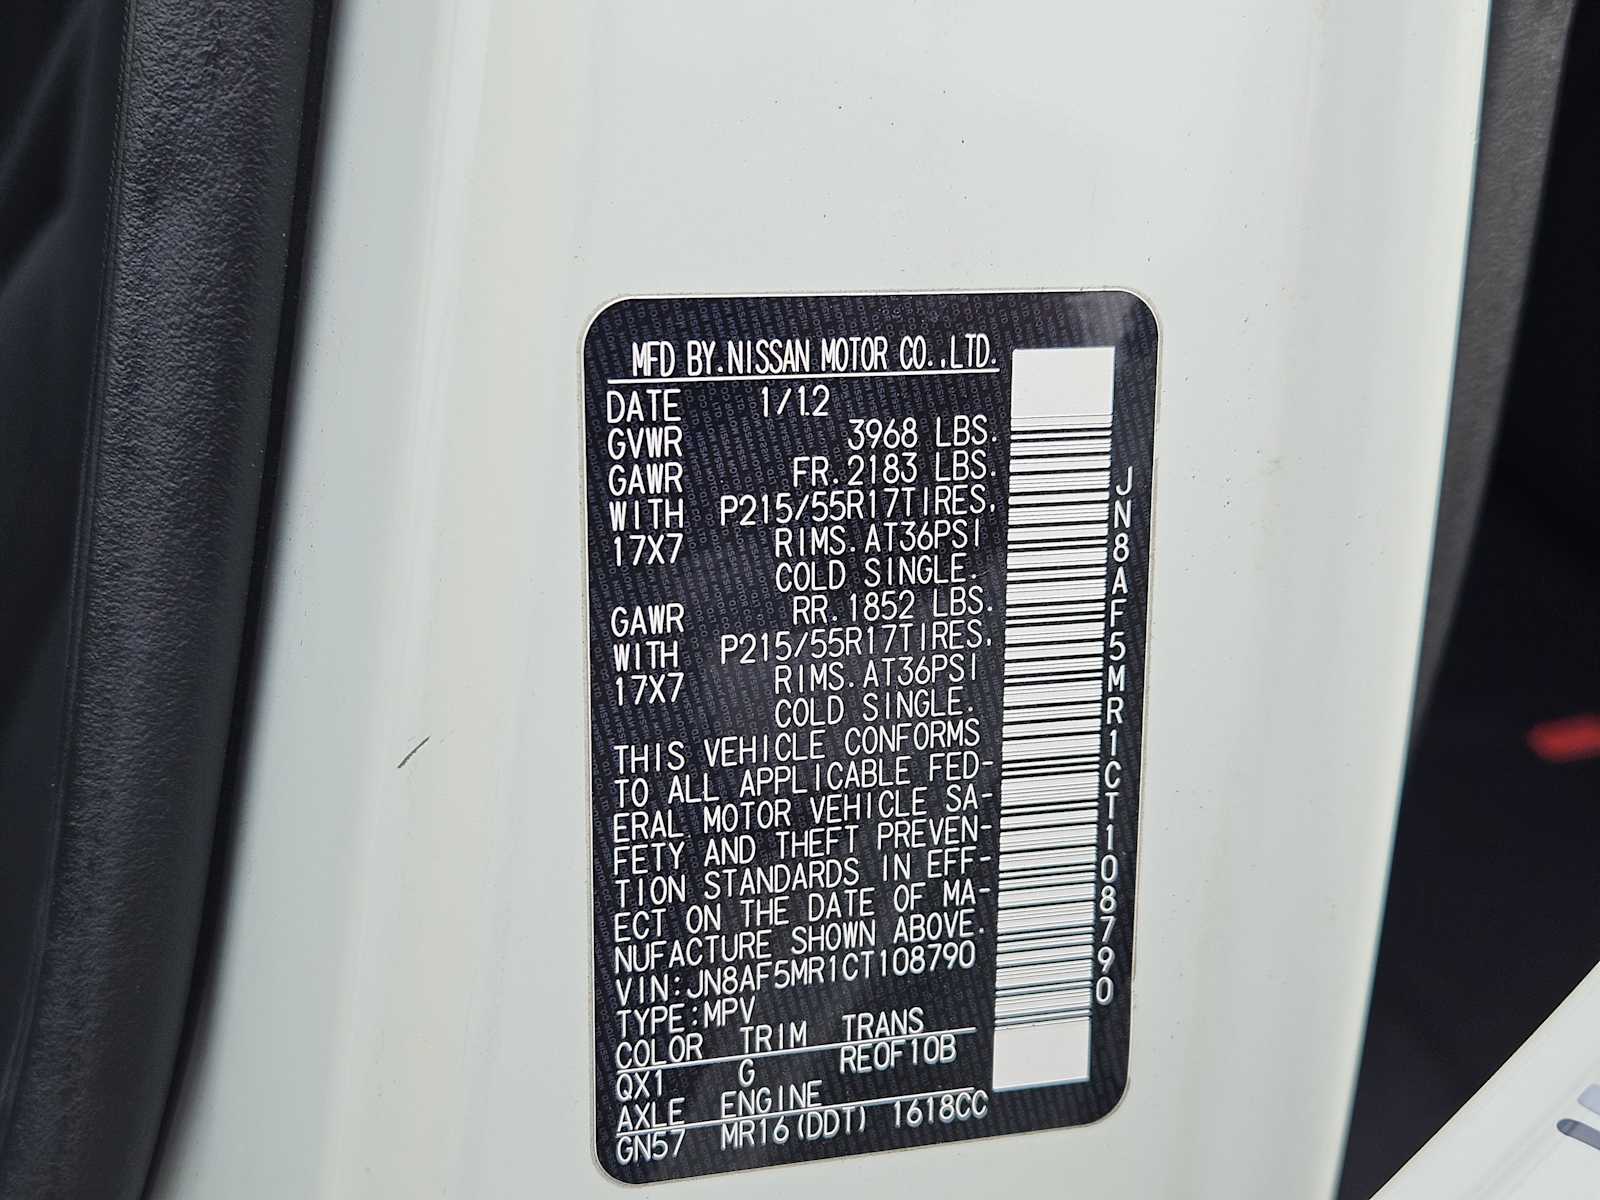 MFD BY.NISSAN MOTOR CO.,LTD.
DATE 1/12
GVWR 3968 LBS.
GAWR FR.2183 LBS.
WITH P215/55R17TIRES,
17X7 RIMS.AT36PSI
COLD SINGLE.
GAWR RR.1852 LBS.
WITH P215/55R17TIRES,
17X7 RIMS.AT36PSI
COLD SINGLE.
THIS VEHICLE CONFORMS
TO ALL APPLICABLE FED-
ERAL MOTOR VEHICLE SA-
FETY AND THEFT PREVEN-
TION STANDARDS IN EFF-
ECT ON THE DATE OF MA-
NUFACTURE SHOWN ABOVE.
VIN:JN8AF5MR1CT108790
TYPE:MPV
COLOR TRIM TRANS
QX1 G RE0F10B
AXLE ENGINE
GN57 MR16(DDT) 1618CC
JN8AF5MR1CT108790